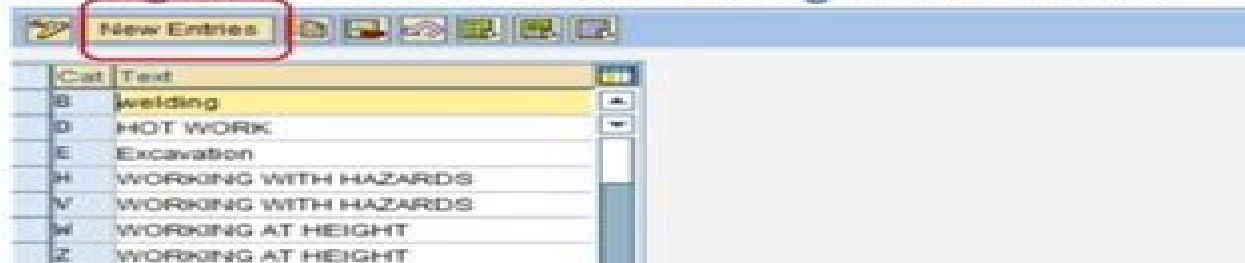 New Entries
Cat Text
B welding
D HOT WORK
E Excavation
H WORKING WITH HAZARDS
V WORKING WITH HAZARDS
W WORKING AT HEIGHT
Z WORKING AT HEIGHT